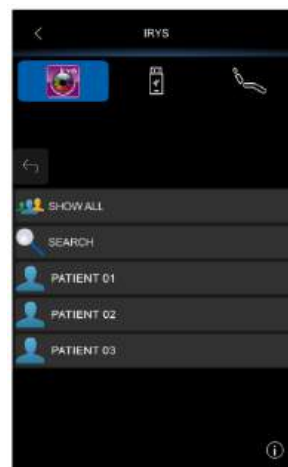 IRYS
SHOW ALL
SEARCH
PATIENT 01
PATIENT 02
PATIENT 03